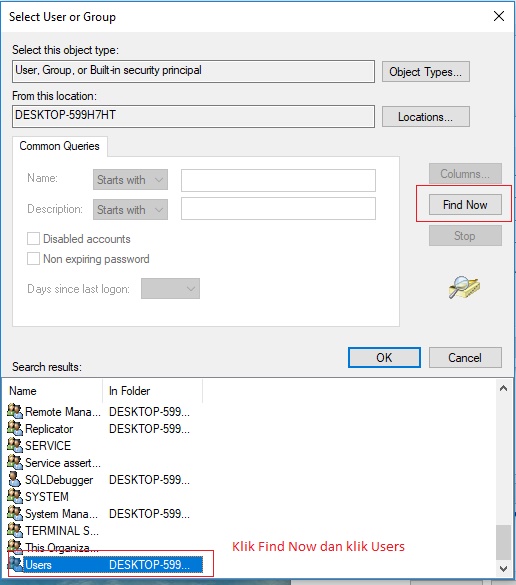 Select User or Group
Select this object type:
User, Group, or Built-in security principal
Object Types...
From this location:
DESKTOP-599H7HT
Locations...
Common Queries
Name:
Starts with
Columns...
Description:
Starts with
Find Now
Disabled accounts
Stop
Non expiring password
Days since last logon:
OK
Cancel
Search results:
Name In Folder
Remote Mana... DESKTOP-599...
Replicator DESKTOP-599...
SERVICE
Service assert...
SQLDebugger DESKTOP-599...
SYSTEM
System Mana... DESKTOP-599...
TERMINAL S...
This Organiza...
Users DESKTOP-599...
Klik Find Now dan klik Users